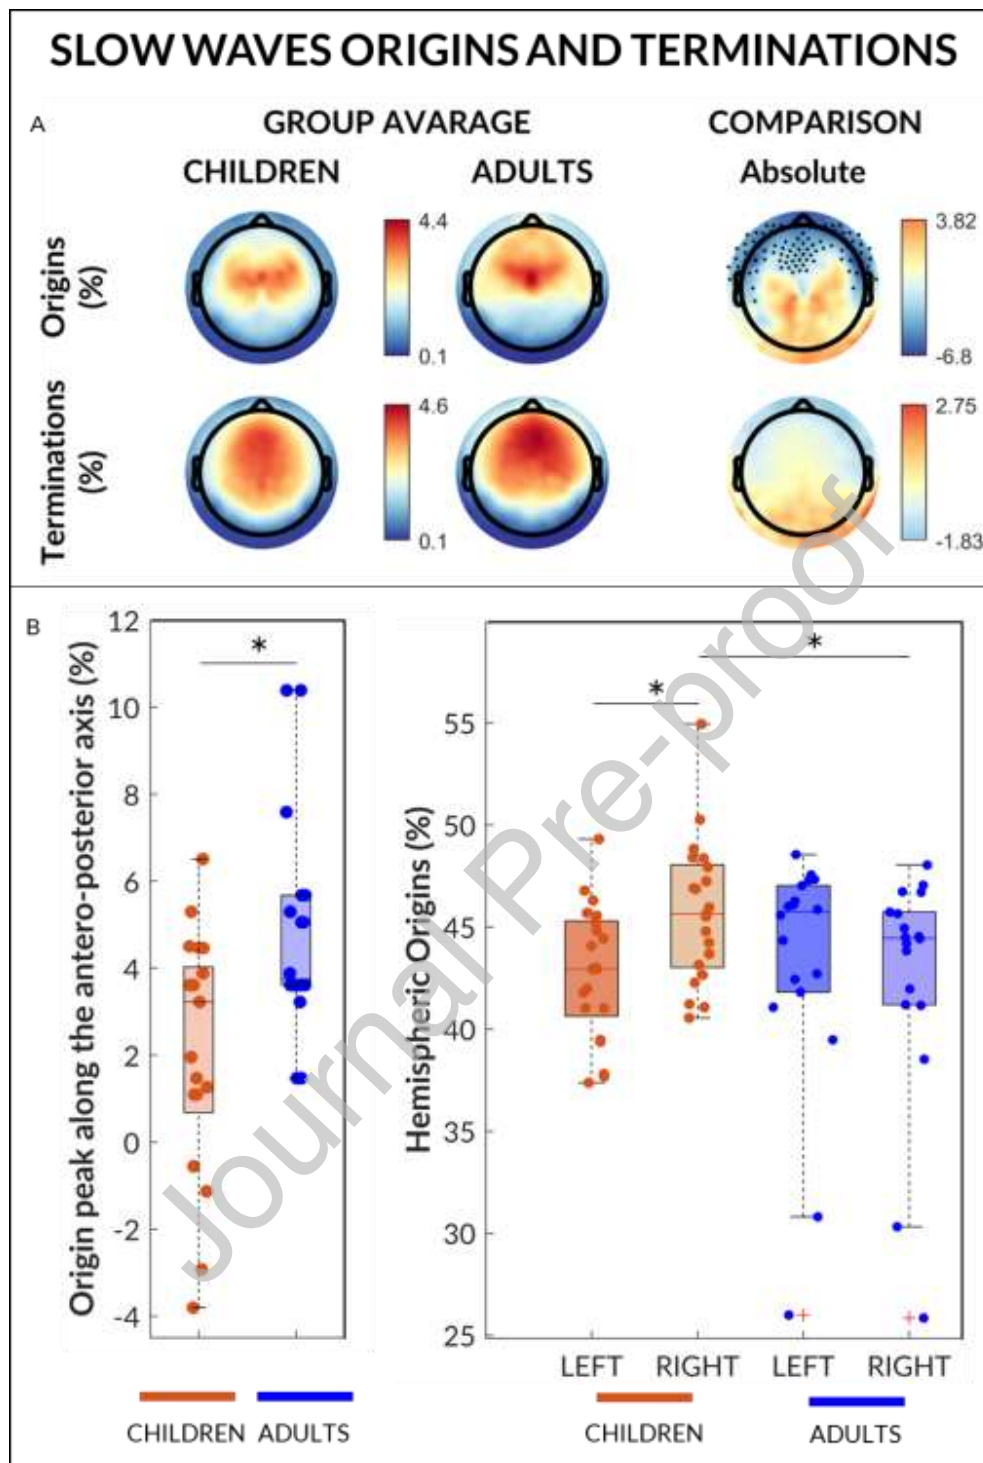 SLOW WAVES ORIGINS AND TERMINATIONS
A
GROUP AVARAGE
COMPARISON
CHILDREN
ADULTS
Absolute
Origins
(%)
4.4
0.1
3.82
-6.8
Terminations
(%)
4.6
0.1
2.75
-1.83
B
Origin peak along the antero-posterior axis (%)
12
10
8
6
4
2
0
-2
-4
*
CHILDREN
ADULTS
Hemispheric Origins (%)
55
50
45
40
35
30
25
*
*
LEFT
RIGHT
LEFT
RIGHT
CHILDREN
ADULTS
Journal Pre-proof